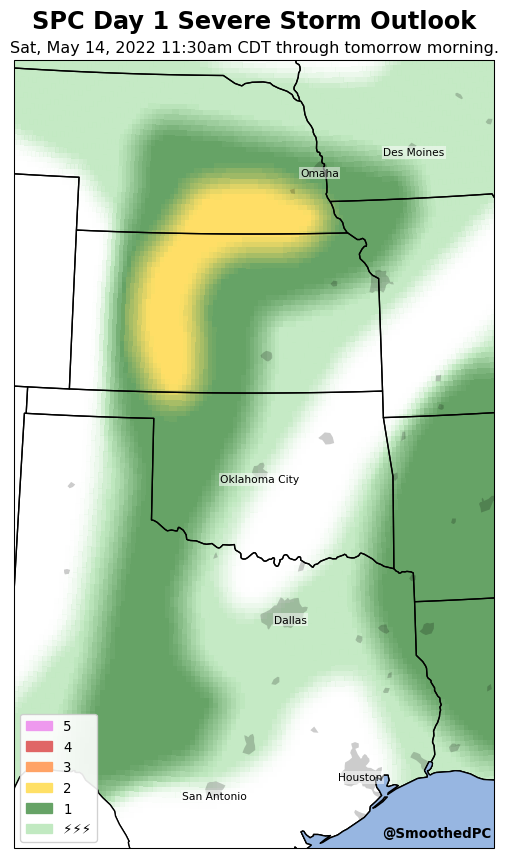 SPC Day 1 Severe Storm Outlook
Sat, May 14, 2022 11:30am CDT through tomorrow morning.
Des Moines
Omaha
Oklahoma City
Dallas
5
4
3
2
1
⚡⚡⚡
Houston
San Antonio
@SmoothedPC